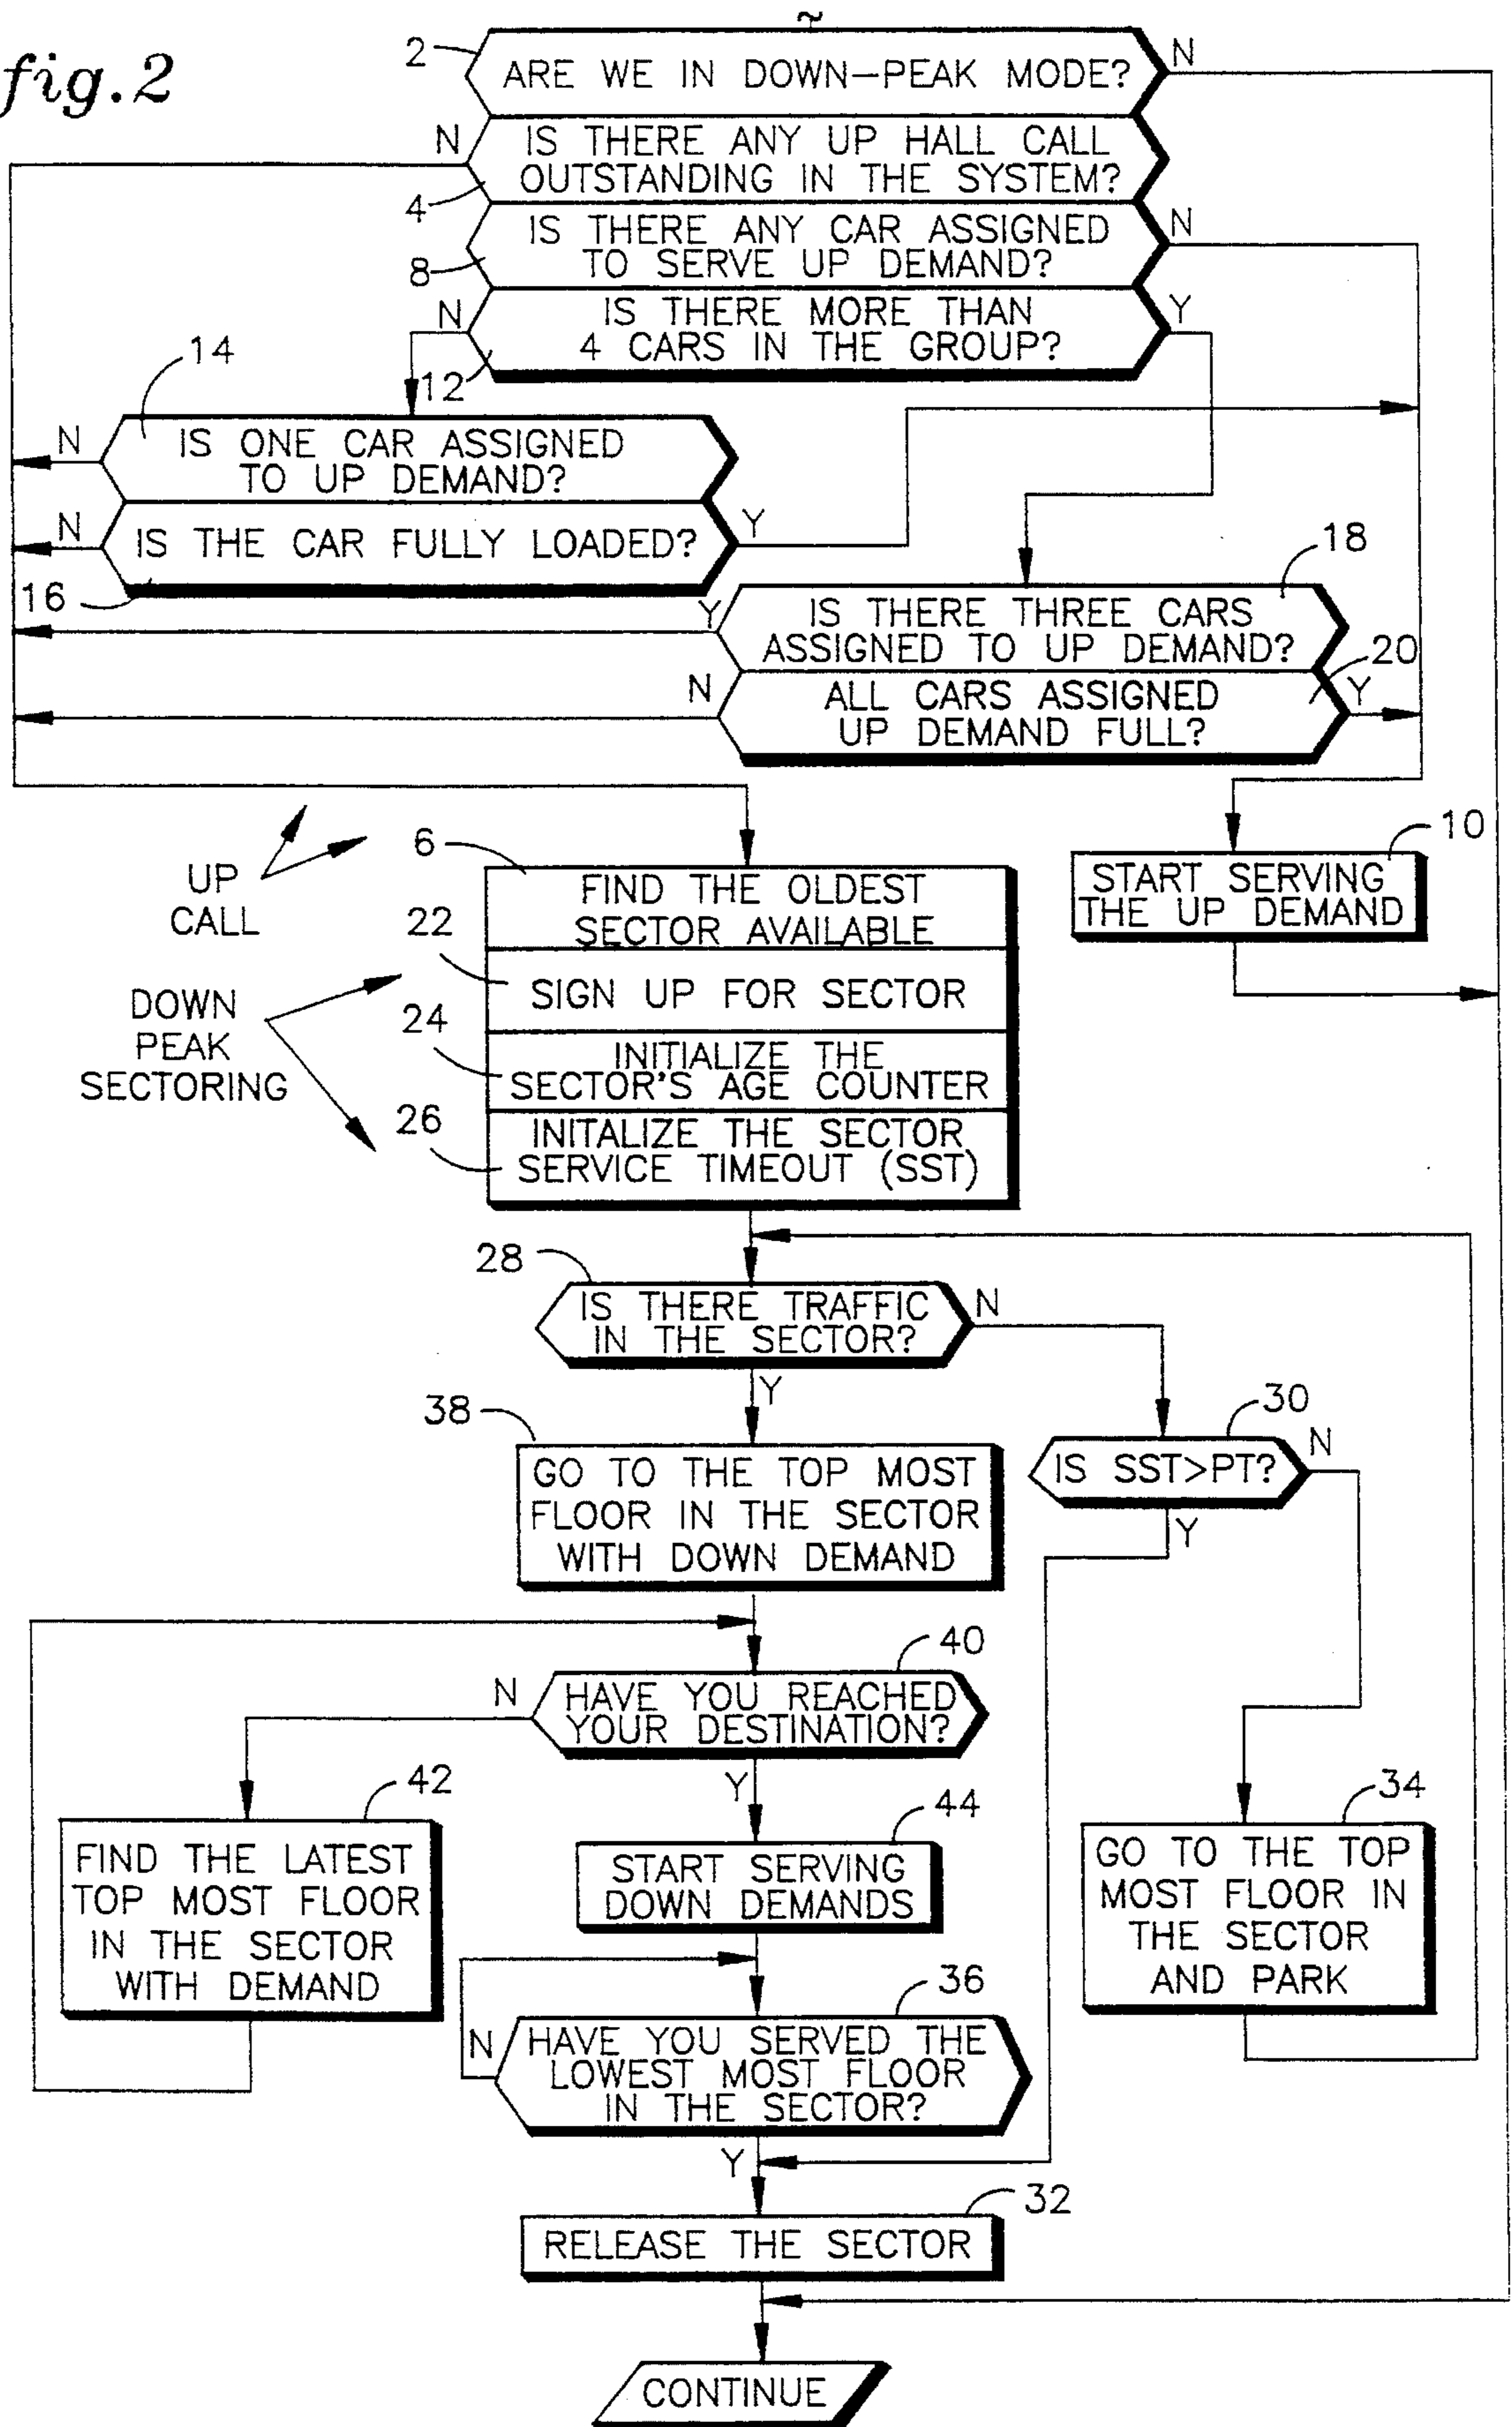 fig.2
2
ARE WE IN DOWN-PEAK MODE?
N
N
IS THERE ANY UP HALL CALL
OUTSTANDING IN THE SYSTEM?
4
IS THERE ANY CAR ASSIGNED
TO SERVE UP DEMAND?
N
8
N
IS THERE MORE THAN
4 CARS IN THE GROUP?
Y
12
14
N
IS ONE CAR ASSIGNED
TO UP DEMAND?
N
IS THE CAR FULLY LOADED?
Y
16
18
Y
IS THERE THREE CARS
ASSIGNED TO UP DEMAND?
20
N
ALL CARS ASSIGNED
UP DEMAND FULL?
Y
UP
CALL
6
FIND THE OLDEST
SECTOR AVAILABLE
10
START SERVING
THE UP DEMAND
22
SIGN UP FOR SECTOR
DOWN
PEAK
SECTORING
24
INITIALIZE THE
SECTOR'S AGE COUNTER
26
INITALIZE THE SECTOR
SERVICE TIMEOUT (SST)
28
IS THERE TRAFFIC
IN THE SECTOR?
N
Y
38
GO TO THE TOP MOST
FLOOR IN THE SECTOR
WITH DOWN DEMAND
30
IS SST>PT?
N
Y
40
N
HAVE YOU REACHED
YOUR DESTINATION?
Y
42
FIND THE LATEST
TOP MOST FLOOR
IN THE SECTOR
WITH DEMAND
44
START SERVING
DOWN DEMANDS
34
GO TO THE TOP
MOST FLOOR IN
THE SECTOR
AND PARK
36
N
HAVE YOU SERVED THE
LOWEST MOST FLOOR
IN THE SECTOR?
Y
32
RELEASE THE SECTOR
CONTINUE